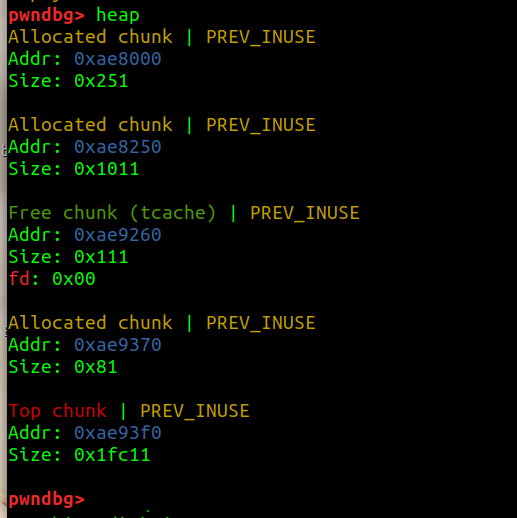 pwndbg> heap
Allocated chunk | PREV_INUSE
Addr: 0xae8000
Size: 0x251
Allocated chunk | PREV_INUSE
Addr: 0xae8250
Size: 0x1011
Free chunk (tcache) | PREV_INUSE
Addr: 0xae9260
Size: 0x111
fd: 0x00
Allocated chunk | PREV_INUSE
Addr: 0xae9370
Size: 0x81
Top chunk | PREV_INUSE
Addr: 0xae93f0
Size: 0x1fc11
pwndbg>